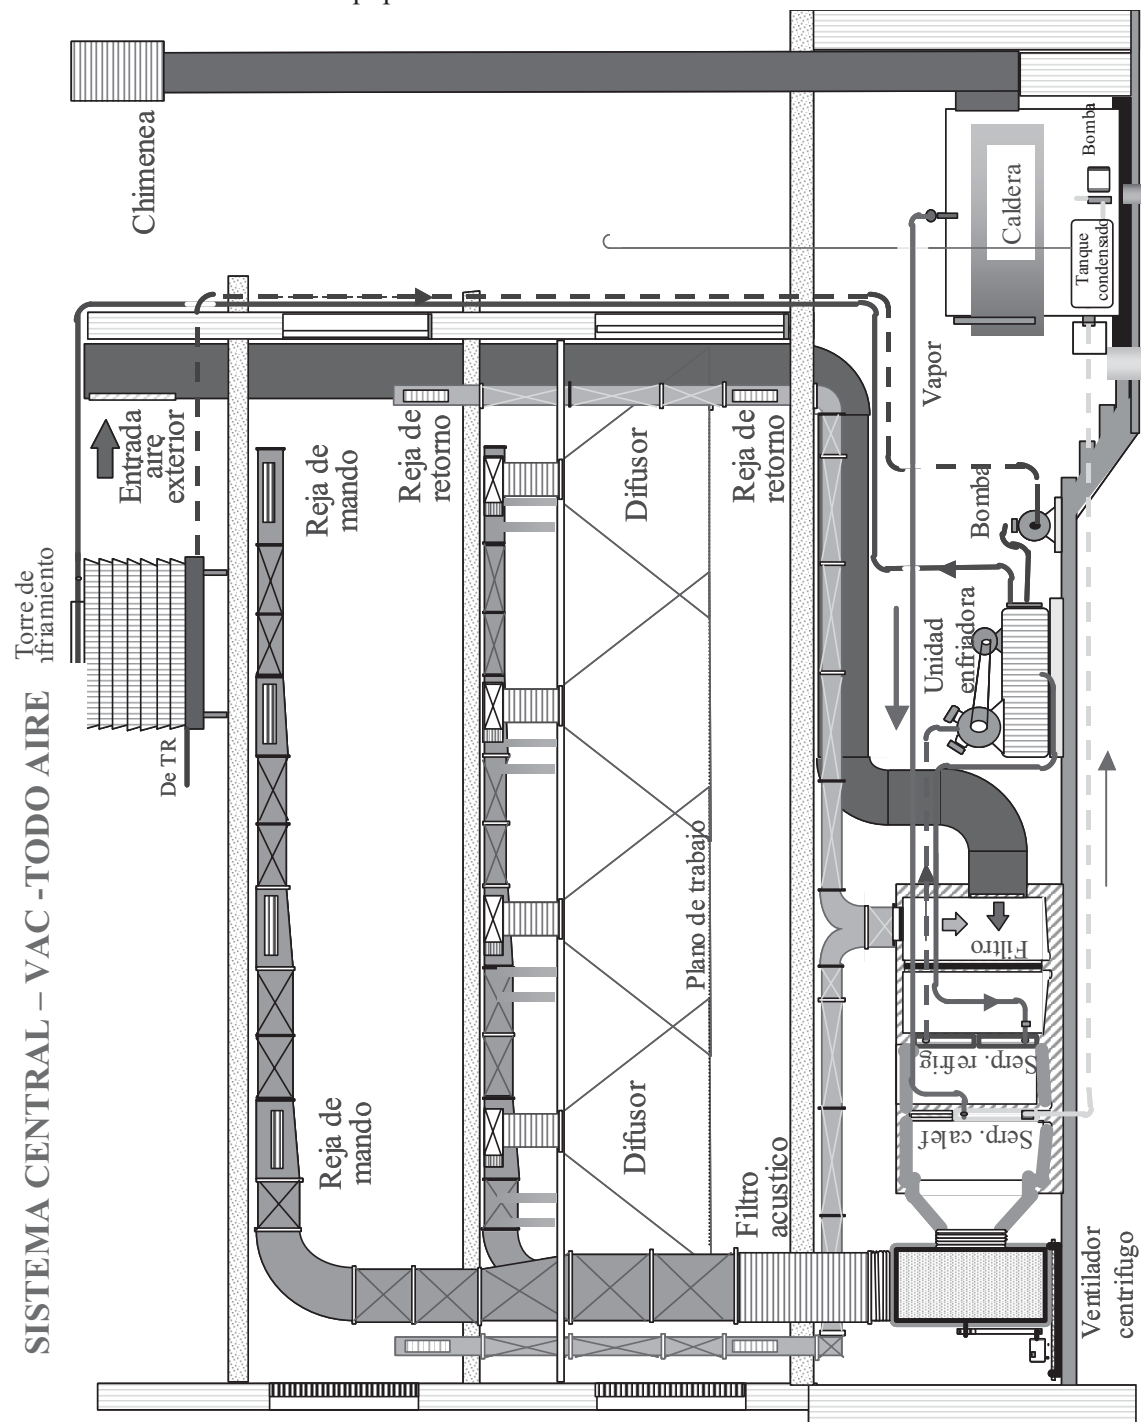 SISTEMA CENTRAL – VAC -TODO AIRE
Torre de
friamiento
De TR
Entrada
aire
exterior
Chimenea
Reja de
mando
Reja de
mando
Reja de
retorno
Difusor
Reja de
retorno
Difusor
Plano de trabajo
Filtro
acustico
Vapor
Caldera
Tanque
condensado
Bomba
Bomba
Unidad
enfriadora
Filtro
Serp. refrig
Serp. calef
Ventilador
centrifugo